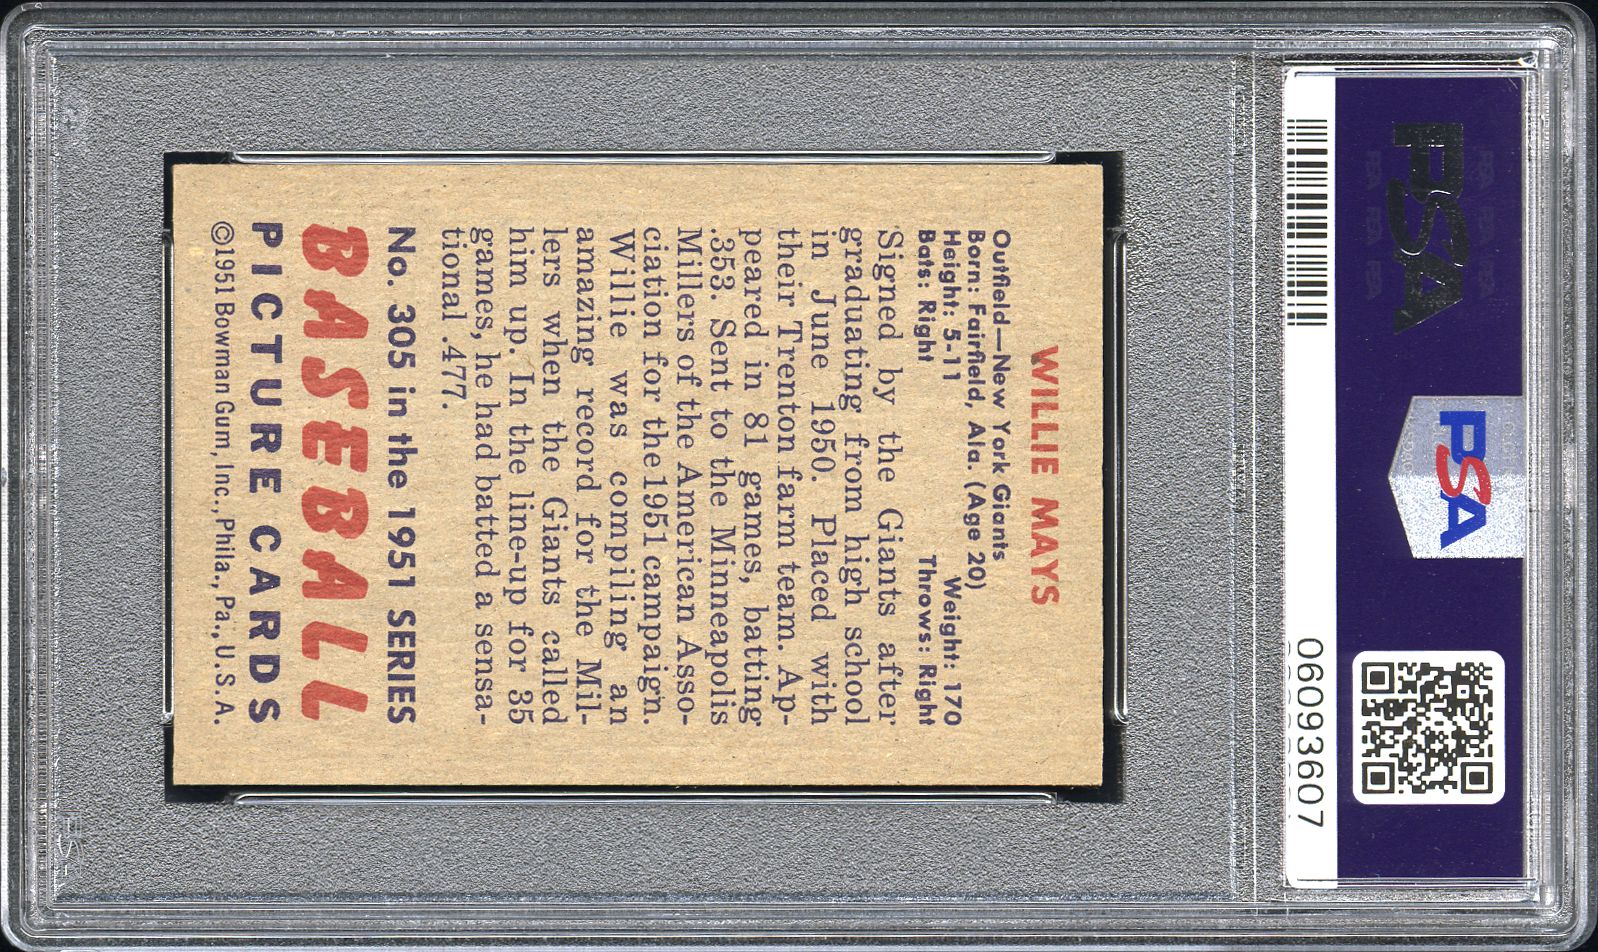 PSA
PSA
06093607
WILLIE MAYS
Outfield—New York Giants
Born: Fairfield, Ala. (Age 20)
Height: 5-11 Weight: 170
Bats: Right Throws: Right
Signed by the Giants after
graduating from high school
in June 1950. Placed with
their Trenton farm team. Ap-
peared in 81 games, batting
.353. Sent to the Minneapolis
Millers of the American Asso-
ciation for the 1951 campaign.
Willie was compiling an
amazing record for the Mil-
lers when the Giants called
him up. In the line-up for 35
games, he had batted a sensa-
tional .477.
No. 305 in the 1951 SERIES
BASEBALL
PICTURE CARDS
©1951 Bowman Gum, Inc., Phila., Pa., U.S.A.